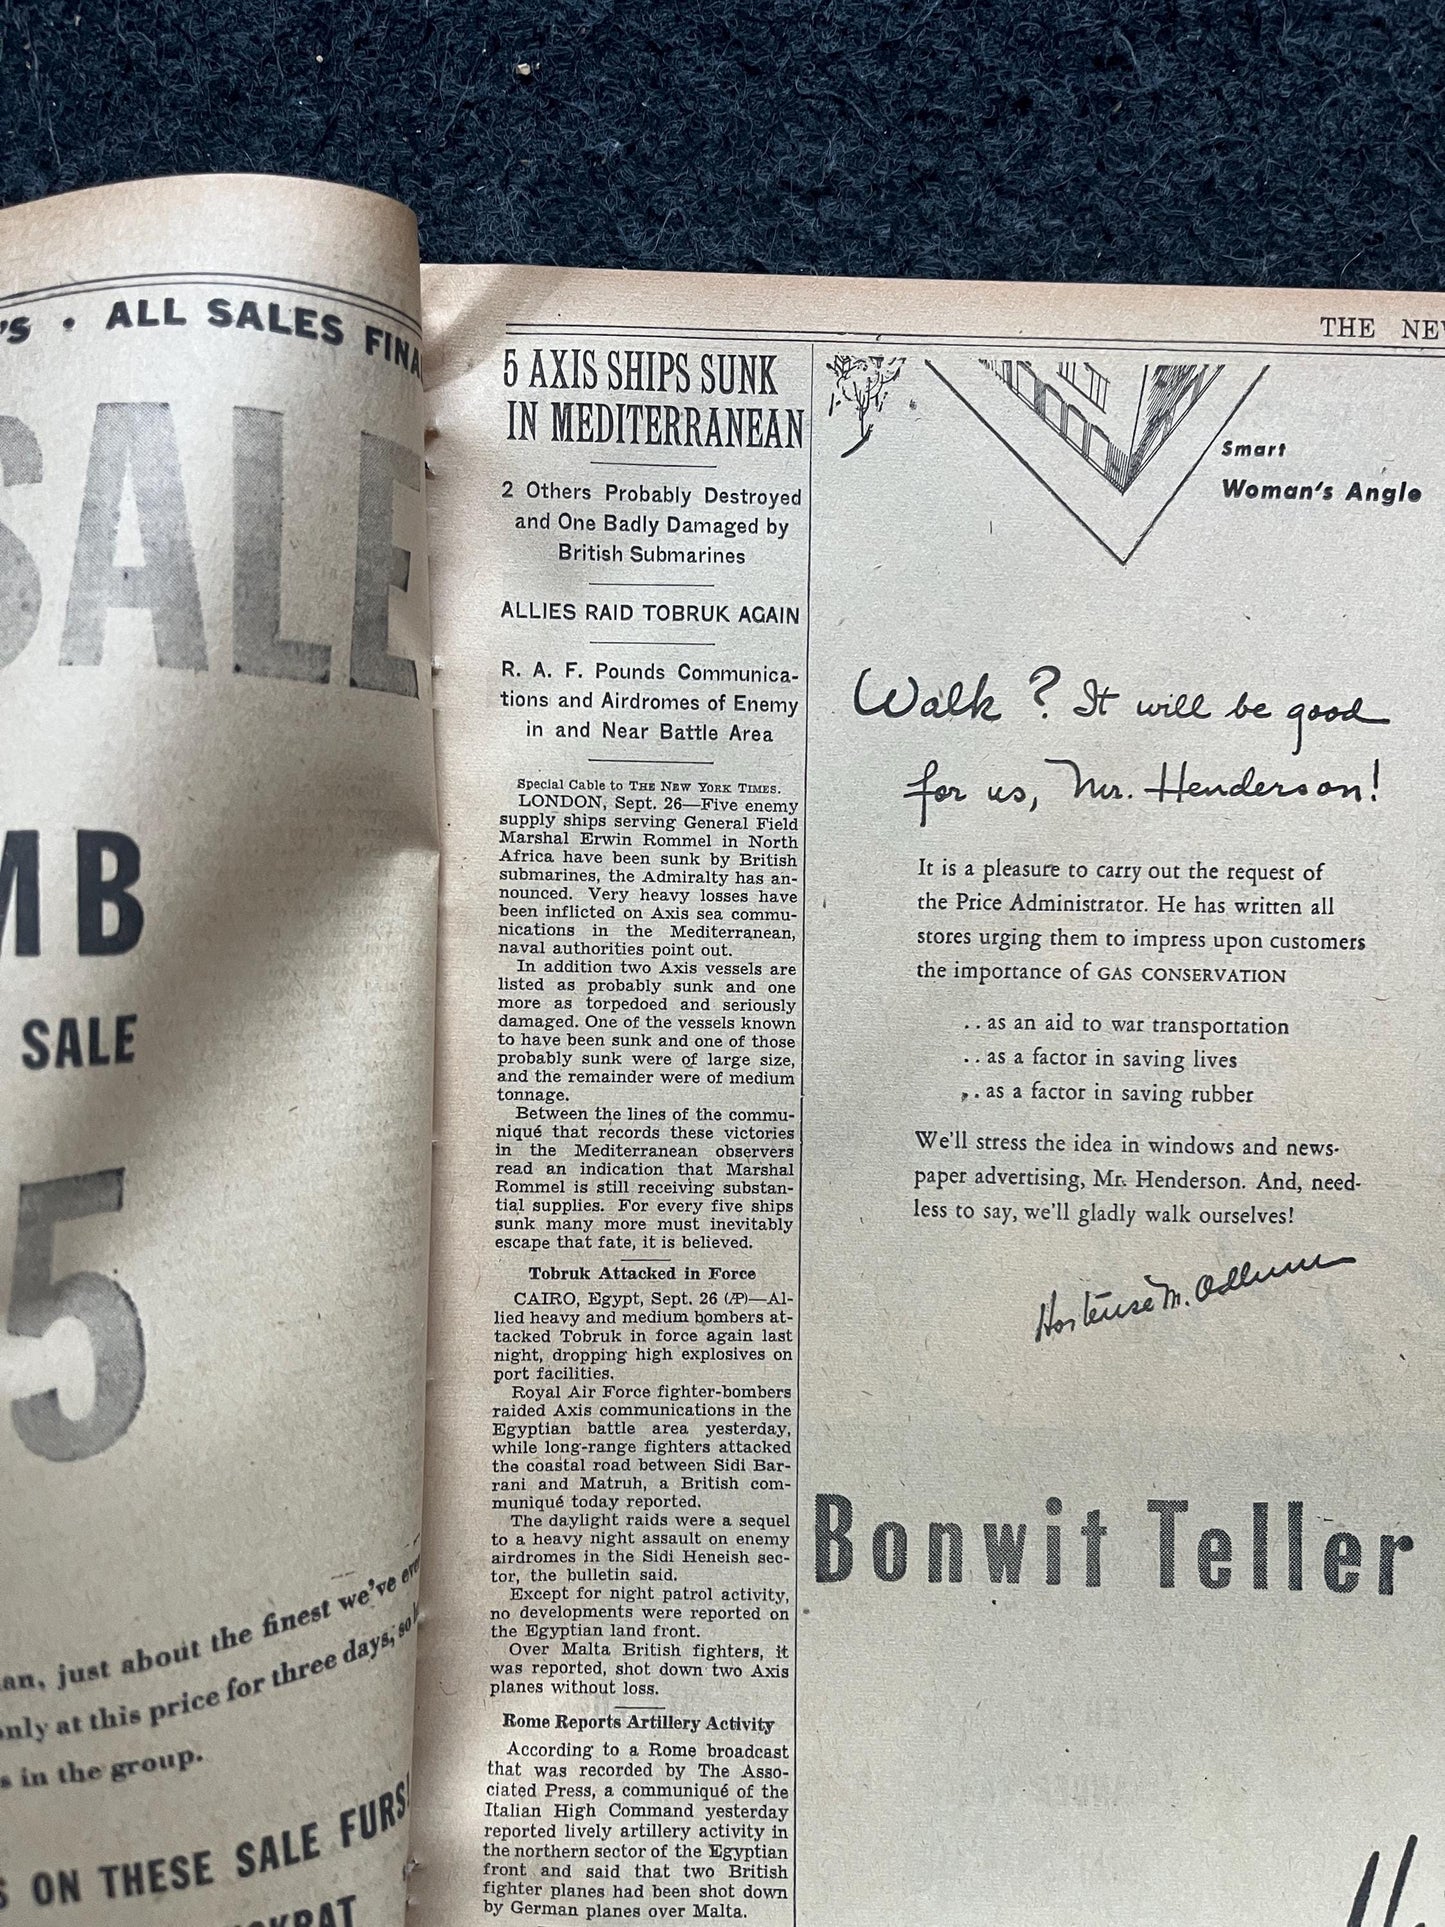 'S • ALL SALES FINA
SALE
MB
SALE
5
an, just about the finest we've eve
only at this price for three days, so
s in the group.
S ON THESE SALE FURS!
KRAT
THE NEW
5 AXIS SHIPS SUNK
IN MEDITERRANEAN
2 Others Probably Destroyed
and One Badly Damaged by
British Submarines
ALLIES RAID TOBRUK AGAIN
R. A. F. Pounds Communica-
tions and Airdromes of Enemy
in and Near Battle Area
Special Cable to THE NEW YORK TIMES.
LONDON, Sept. 26—Five enemy
supply ships serving General Field
Marshal Erwin Rommel in North
Africa have been sunk by British
submarines, the Admiralty has an-
nounced. Very heavy losses have
been inflicted on Axis sea commu-
nications in the Mediterranean,
naval authorities point out.
In addition two Axis vessels are
listed as probably sunk and one
more as torpedoed and seriously
damaged. One of the vessels known
to have been sunk and one of those
probably sunk were of large size,
and the remainder were of medium
tonnage.
Between the lines of the commu-
niqué that records these victories
in the Mediterranean observers
read an indication that Marshal
Rommel is still receiving substan-
tial supplies. For every five ships
sunk many more must inevitably
escape that fate, it is believed.
Tobruk Attacked in Force
CAIRO, Egypt, Sept. 26 (AP)—Al-
lied heavy and medium bombers at-
tacked Tobruk in force again last
night, dropping high explosives on
port facilities.
Royal Air Force fighter-bombers
raided Axis communications in the
Egyptian battle area yesterday,
while long-range fighters attacked
the coastal road between Sidi Bar-
rani and Matruh, a British com-
muniqué today reported.
The daylight raids were a sequel
to a heavy night assault on enemy
airdromes in the Sidi Heneish sec-
tor, the bulletin said.
Except for night patrol activity,
no developments were reported on
the Egyptian land front.
Over Malta British fighters, it
was reported, shot down two Axis
planes without loss.
Rome Reports Artillery Activity
According to a Rome broadcast
that was recorded by The Asso-
ciated Press, a communiqué of the
Italian High Command yesterday
reported lively artillery activity in
the northern sector of the Egyptian
front and said that two British
fighter planes had been shot down
by German planes over Malta.
Smart
Woman's Angle
Walk? It will be good
for us, Mr. Henderson!
It is a pleasure to carry out the request of
the Price Administrator. He has written all
stores urging them to impress upon customers
the importance of GAS CONSERVATION
.. as an aid to war transportation
.. as a factor in saving lives
.. as a factor in saving rubber
We'll stress the idea in windows and news-
paper advertising, Mr. Henderson. And, need-
less to say, we'll gladly walk ourselves!
Hortense M. Odlum
Bonwit Teller